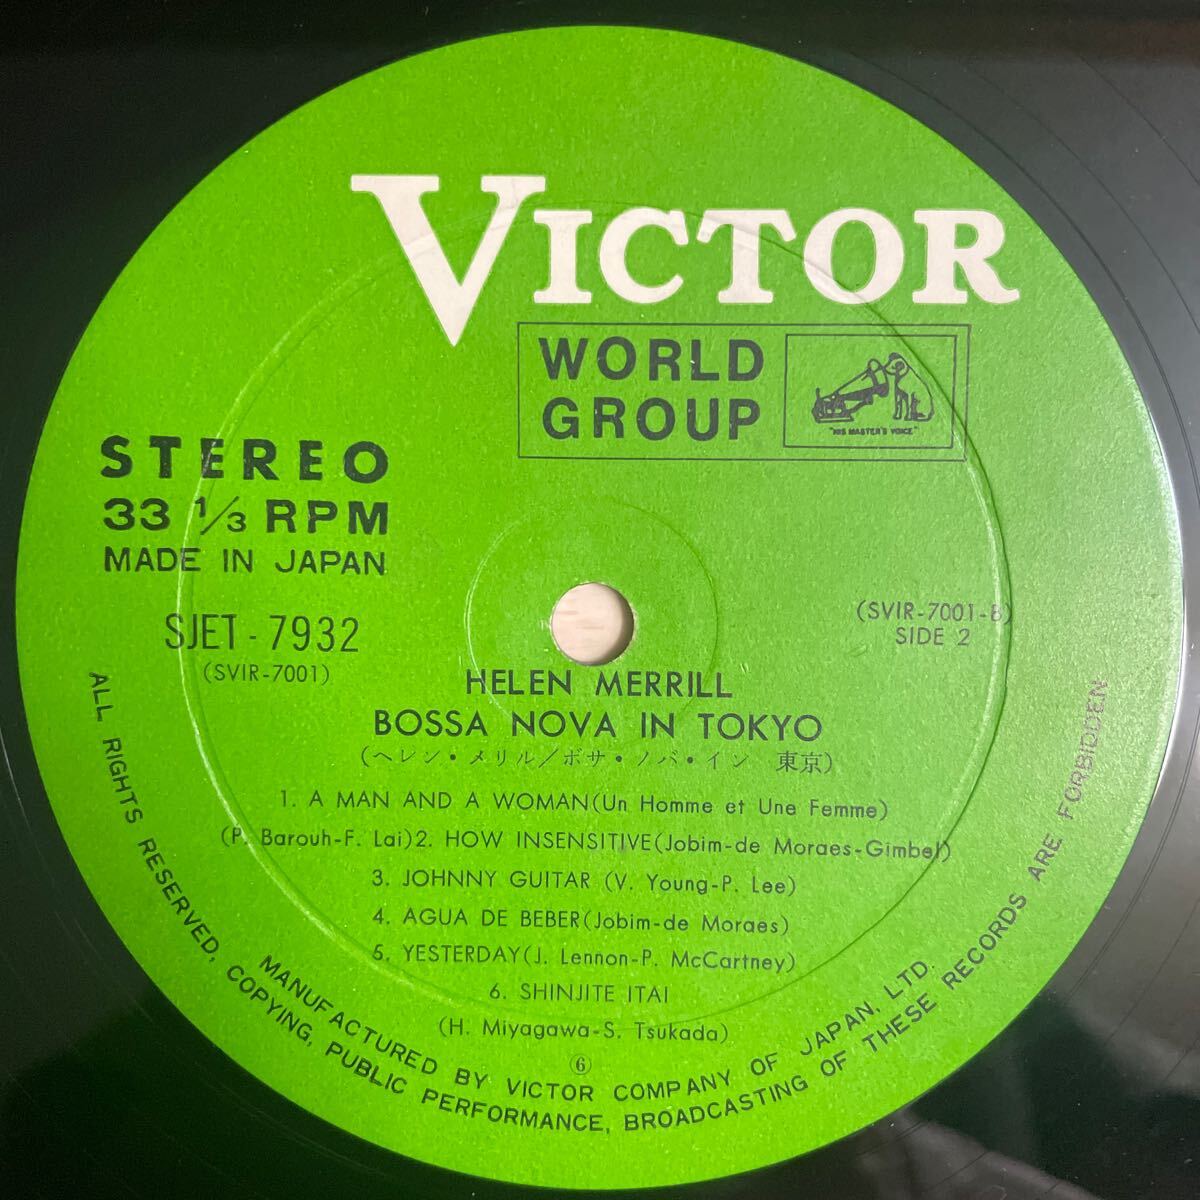 VICTOR
WORLD
GROUP
"HIS MASTER'S VOICE"
STEREO
33 1/3 RPM
MADE IN JAPAN
SJET - 7932
(SVIR-7001)
(SVIR-7001-B)
SIDE 2
HELEN MERRILL
BOSSA NOVA IN TOKYO
(ヘレン・メリル/ボサ・ノバ・イン 東京)
1. A MAN AND A WOMAN(Un Homme et Une Femme)
(P. Barouh-F. Lai)2. HOW INSENSITIVE(Jobim-de Moraes-Gimbel)
3. JOHNNY GUITAR (V. Young-P. Lee)
4. AGUA DE BEBER(Jobim-de Moraes)
5. YESTERDAY(J. Lennon-P. McCartney)
6. SHINJITE ITAI
(H. Miyagawa-S. Tsukada)
⑥
MANUFACTURED BY VICTOR COMPANY OF JAPAN, LTD.
ALL RIGHTS RESERVED, COPYING, PUBLIC PERFORMANCE, BROADCASTING OF THESE RECORDS ARE FORBIDDEN